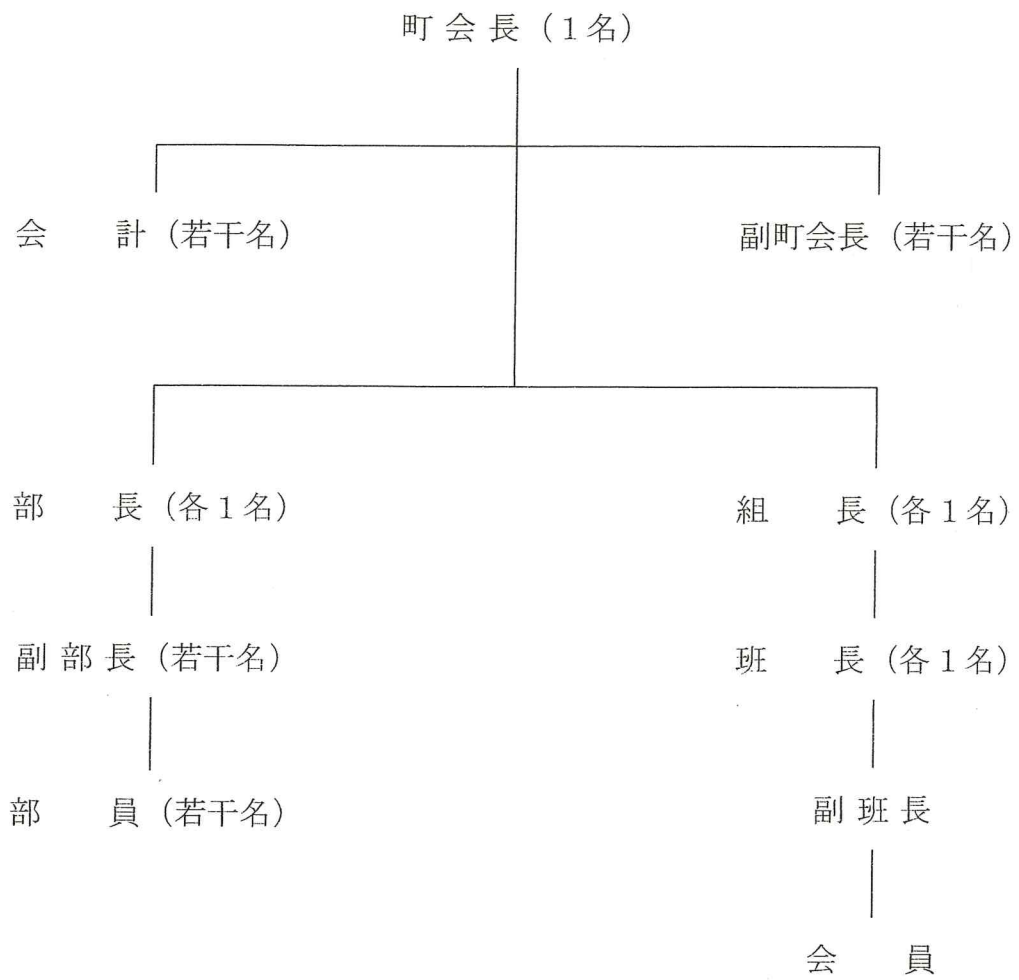 町会長（１名）
会　計（若干名）
副町会長（若干名）
部　長（各１名）
組　長（各１名）
副部長（若干名）
班　長（各１名）
部　員（若干名）
副班長
会　員